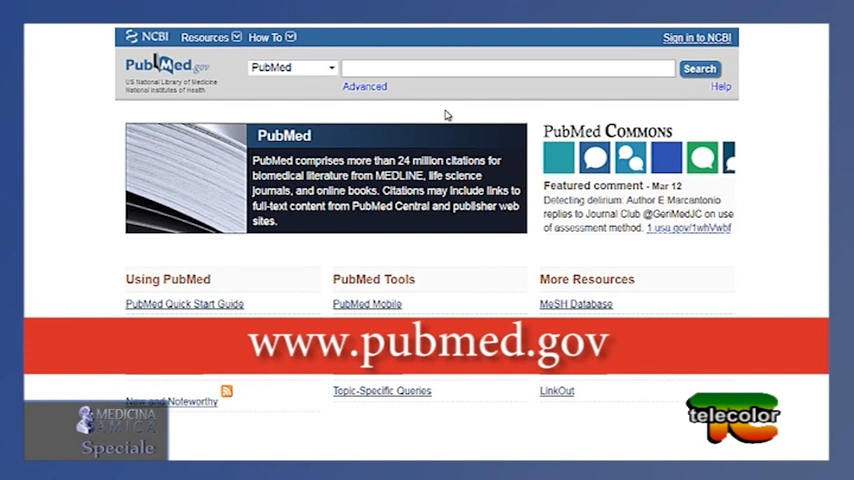 NCBI Resources How To Sign in to NCBI
PubMed.gov
US National Library of Medicine
National Institutes of Health
PubMed
Search
Advanced
Help
PubMed
PubMed comprises more than 24 million citations for
biomedical literature from MEDLINE, life science
journals, and online books. Citations may include links to
full-text content from PubMed Central and publisher web
sites.
PubMed COMMONS
Featured comment - Mar 12
Detecting delirium: Author E Marcantonio
replies to Journal Club @GeriMedJC on use
of assessment method. 1.usa.gov/1whVwbf
Using PubMed
PubMed Quick Start Guide
PubMed Tools
PubMed Mobile
More Resources
MeSH Database
www.pubmed.gov
New and Noteworthy
Topic-Specific Queries
LinkOut
MEDICINA
AMICA
Speciale
telecolor